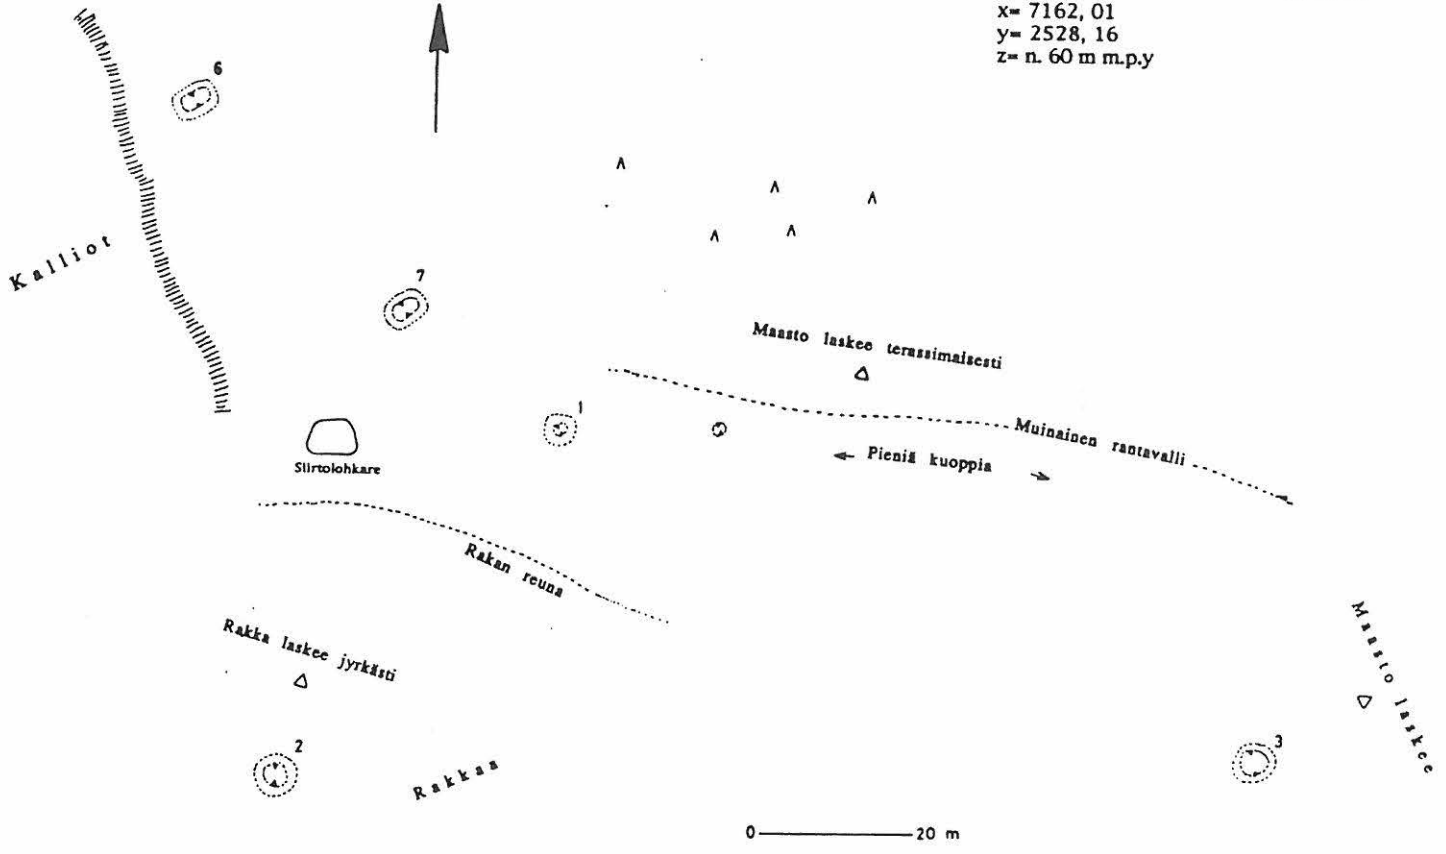 x= 7162, 01
y= 2528, 16
z= n. 60 m m.p.y
6
Kalliot
7
Maasto laskee terassimaisesti
1
Muinainen rantavalli
Pieniä kuoppia
Siirtolohkare
Rakan reuna
Rakka laskee jyrkästi
Maasto laskee
2
Rakkaa
3
0 20 m